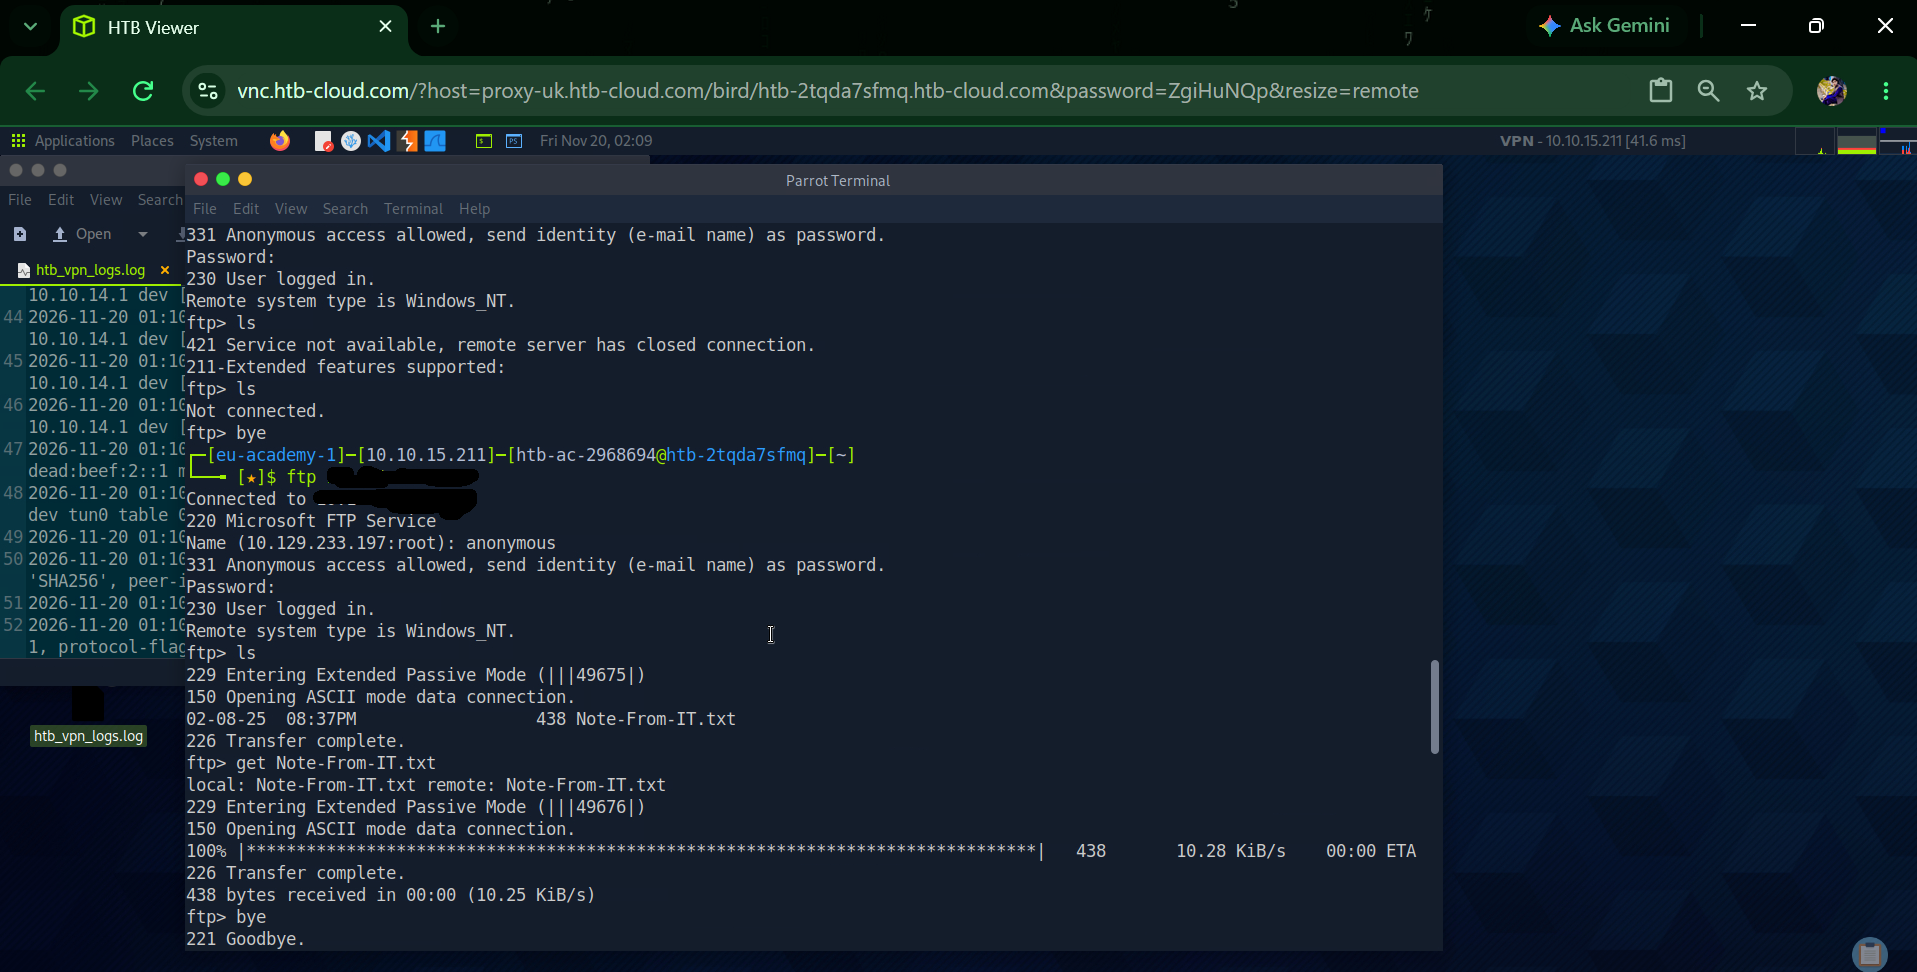 HTB Viewer
Ask Gemini
vnc.htb-cloud.com/?host=proxy-uk.htb-cloud.com/bird/htb-2tqda7sfmq.htb-cloud.com&password=ZgiHuNQp&resize=remote
Applications Places System Fri Nov 20, 02:09 VPN - 10.10.15.211 [41.6 ms]
File Edit View Search
Open
htb_vpn_logs.log
10.10.14.1 dev [
44 2026-11-20 01:10
10.10.14.1 dev [
45 2026-11-20 01:10
10.10.14.1 dev [
46 2026-11-20 01:10
10.10.14.1 dev [
47 2026-11-20 01:10
dead:beef:2::1 m
48 2026-11-20 01:10
dev tun0 table 0
49 2026-11-20 01:10
50 2026-11-20 01:10
'SHA256', peer-i
51 2026-11-20 01:10
52 2026-11-20 01:10
1, protocol-flag
htb_vpn_logs.log
Parrot Terminal
File Edit View Search Terminal Help
331 Anonymous access allowed, send identity (e-mail name) as password.
Password:
230 User logged in.
Remote system type is Windows_NT.
ftp> ls
421 Service not available, remote server has closed connection.
211-Extended features supported:
ftp> ls
Not connected.
ftp> bye
┌─[eu-academy-1]─[10.10.15.211]─[htb-ac-2968694@htb-2tqda7sfmq]─[~]
└──╼ [★]$ ftp
Connected to
220 Microsoft FTP Service
Name (10.129.233.197:root): anonymous
331 Anonymous access allowed, send identity (e-mail name) as password.
Password:
230 User logged in.
Remote system type is Windows_NT.
ftp> ls
229 Entering Extended Passive Mode (|||49675|)
150 Opening ASCII mode data connection.
02-08-25  08:37PM                  438 Note-From-IT.txt
226 Transfer complete.
ftp> get Note-From-IT.txt
local: Note-From-IT.txt remote: Note-From-IT.txt
229 Entering Extended Passive Mode (|||49676|)
150 Opening ASCII mode data connection.
100% |*******************************************************************************|   438       10.28 KiB/s    00:00 ETA
226 Transfer complete.
438 bytes received in 00:00 (10.25 KiB/s)
ftp> bye
221 Goodbye.